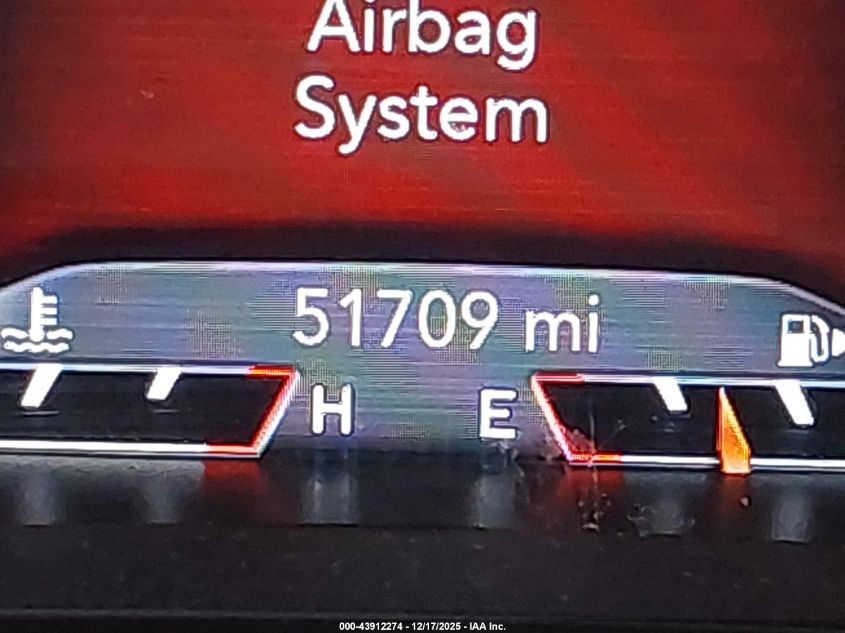 Airbag
System
51709 mi
H E
000-43912274 - 12/17/2025 - IAA Inc.